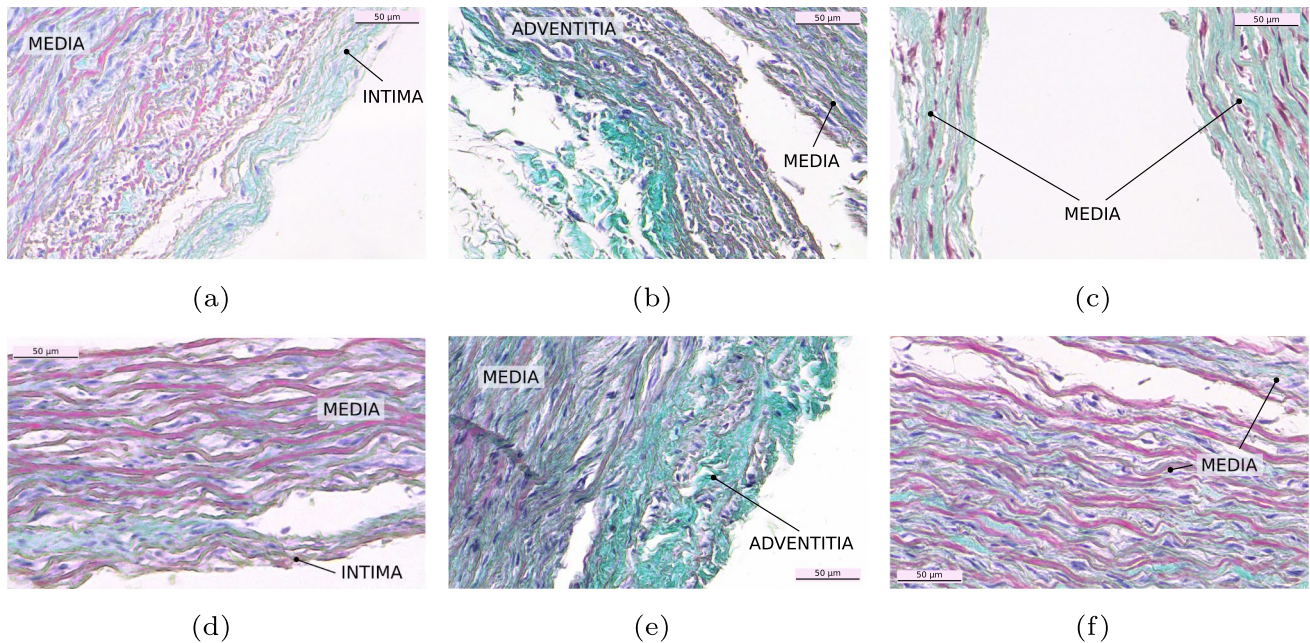 50 µm
MEDIA
INTIMA
(a)
50 µm
ADVENTITIA
MEDIA
(b)
50 µm
MEDIA
(c)
50 µm
MEDIA
INTIMA
(d)
MEDIA
ADVENTITIA
50 µm
(e)
MEDIA
50 µm
(f)